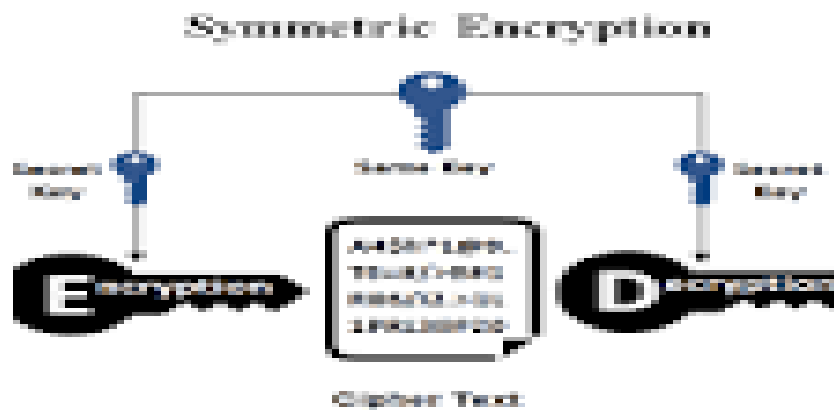 Symmetric Encryption
Secret
Key
Same Key
Secret
Key
Encryption
Decryption
Cipher Text